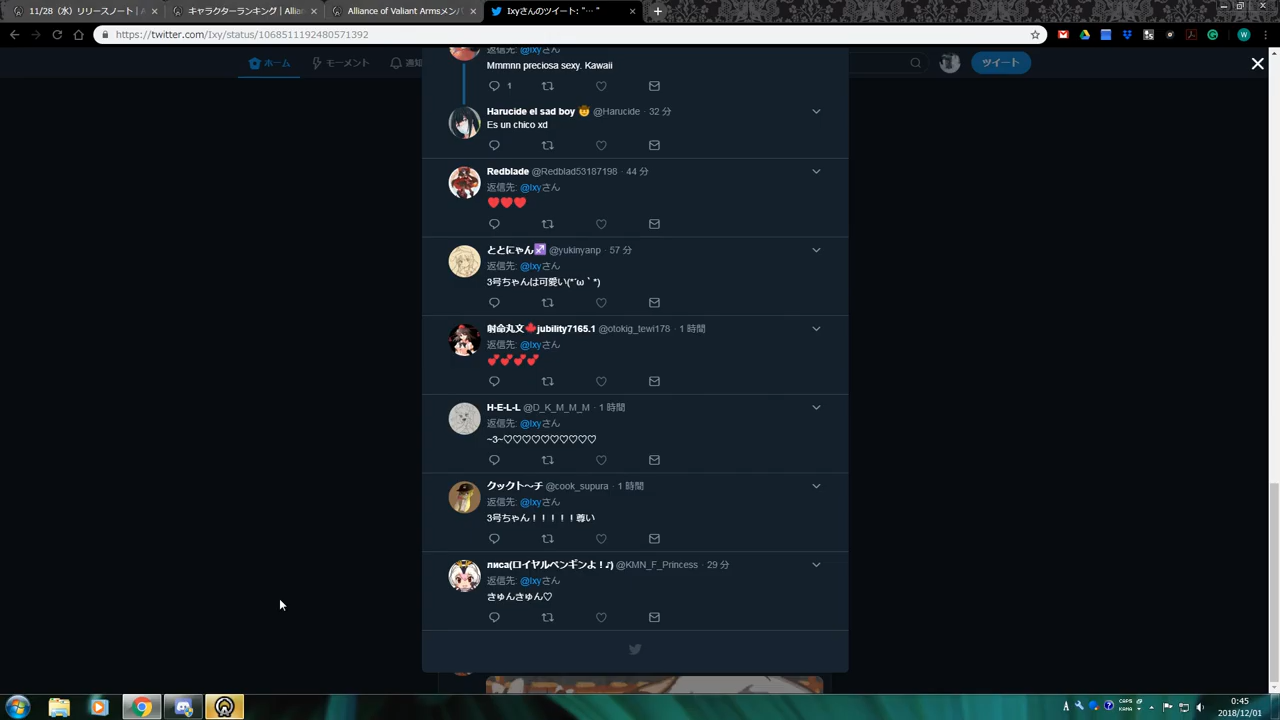 11/28 (水) リリースノート | A
キャラクターランキング | Allian
Alliance of Valiant Armsメンバ
Ixyさんのツイート: "… "
https://twitter.com/Ixy/status/1068511192480571392
ホーム
モーメント
通知
ツイート
返信先: @Ixyさん
Mmmnn preciosa sexy. Kawaii
1
Harucide el sad boy 🤠 @Harucide · 32 分
Es un chico xd
Redblade @Redblad53187198 · 44 分
返信先: @Ixyさん
❤❤❤
ととにゃん♐ @yukinyanp · 57 分
返信先: @Ixyさん
3号ちゃんは可愛い(*´ω｀*)
射命丸文🍁jubility7165.1 @otokig_tewi178 · 1 時間
返信先: @Ixyさん
💕💕💕💕
H-E-L-L @D_K_M_M_M · 1 時間
返信先: @Ixyさん
~3~♡♡♡♡♡♡♡♡♡♡
クックト～チ @cook_supura · 1 時間
返信先: @Ixyさん
3号ちゃん！！！！！尊い
лиса(ロイヤルペンギンよ！♪) @KMN_F_Princess · 29 分
返信先: @Ixyさん
きゅんきゅん♡
A
CAPS
KANA
0:45
2018/12/01